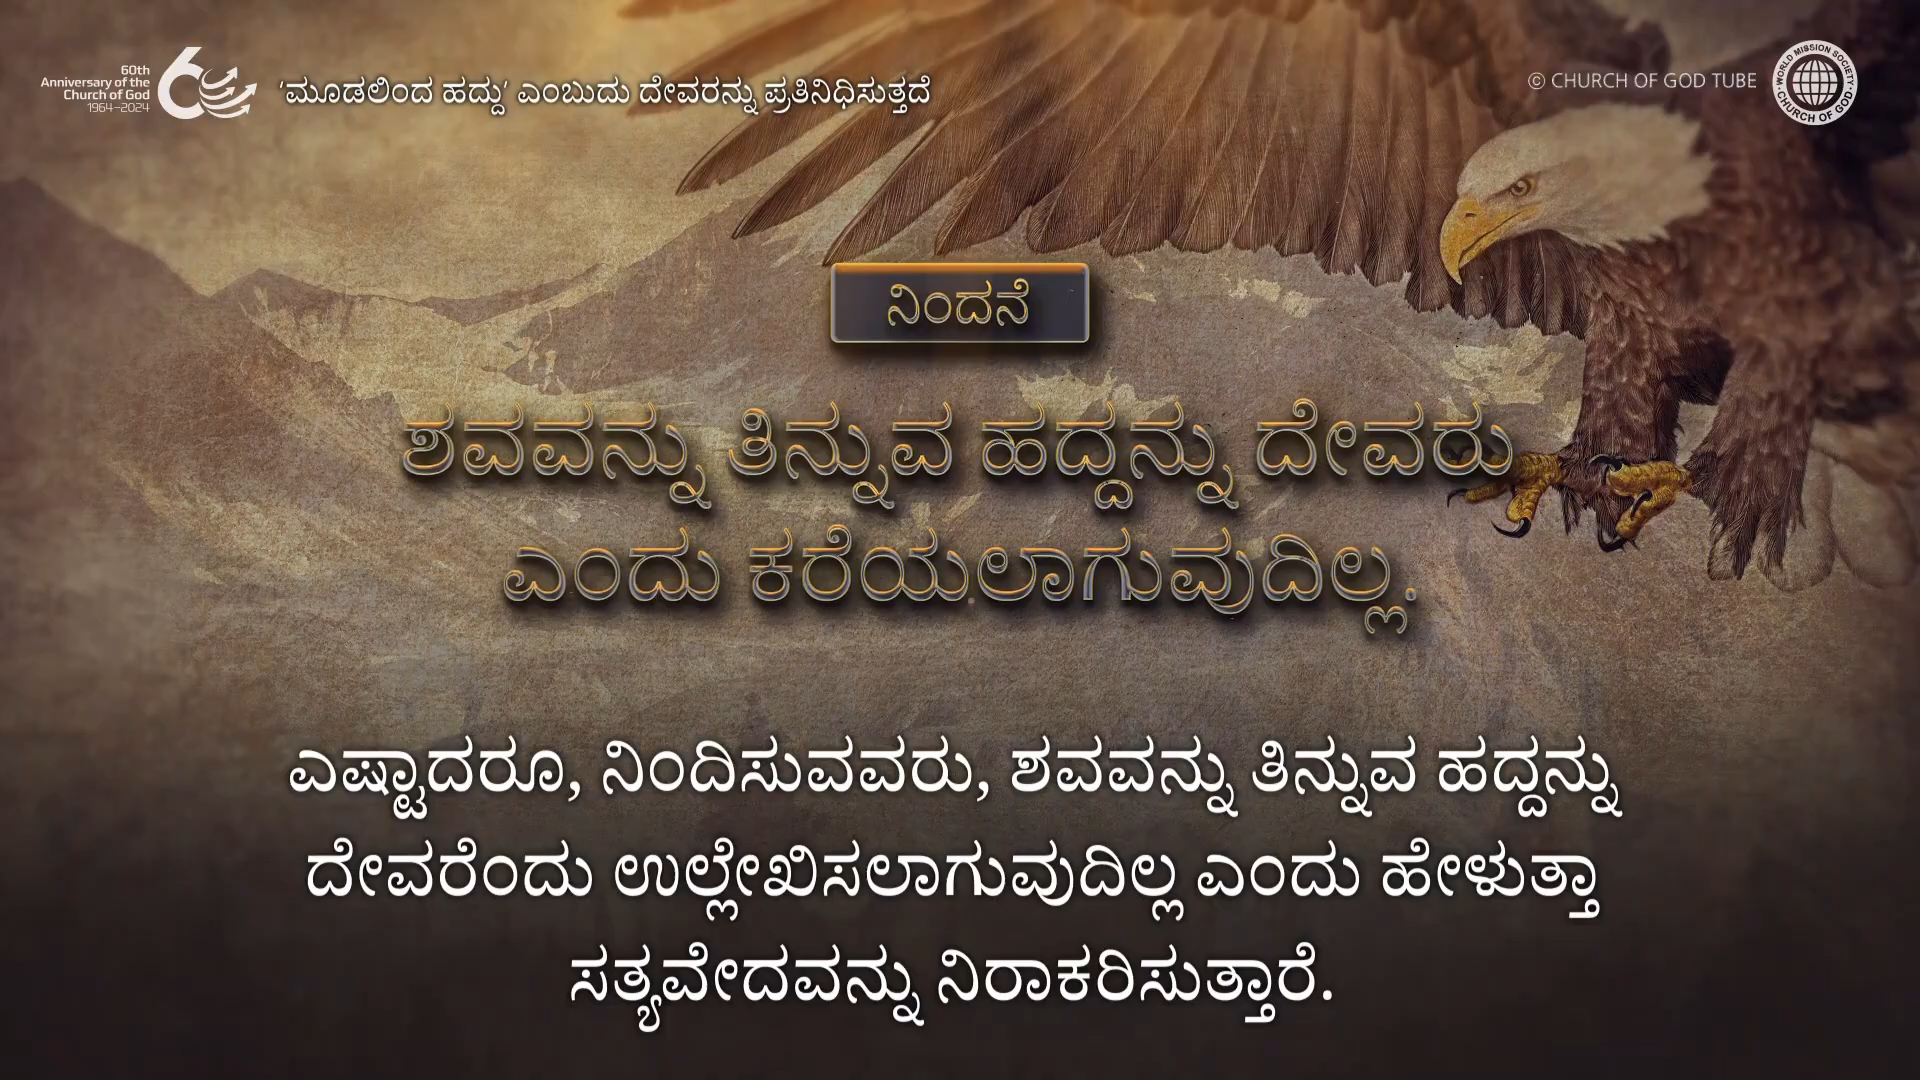 60th
Anniversary of the
Church of God
1964–2024
'ಮೂಡಲಿಂದ ಹದ್ದು' ಎಂಬುದು ದೇವರನ್ನು ಪ್ರತಿನಿಧಿಸುತ್ತದೆ
© CHURCH OF GOD TUBE
WORLD MISSION SOCIETY
CHURCH OF GOD
ನಿಂದನೆ
ಶವವನ್ನು ತಿನ್ನುವ ಹದ್ದನ್ನು ದೇವರು
ಎಂದು ಕರೆಯಲಾಗುವುದಿಲ್ಲ.
ಎಷ್ಟಾದರೂ, ನಿಂದಿಸುವವರು, ಶವವನ್ನು ತಿನ್ನುವ ಹದ್ದನ್ನು
ದೇವರೆಂದು ಉಲ್ಲೇಖಿಸಲಾಗುವುದಿಲ್ಲ ಎಂದು ಹೇಳುತ್ತಾ
ಸತ್ಯವೇದವನ್ನು ನಿರಾಕರಿಸುತ್ತಾರೆ.